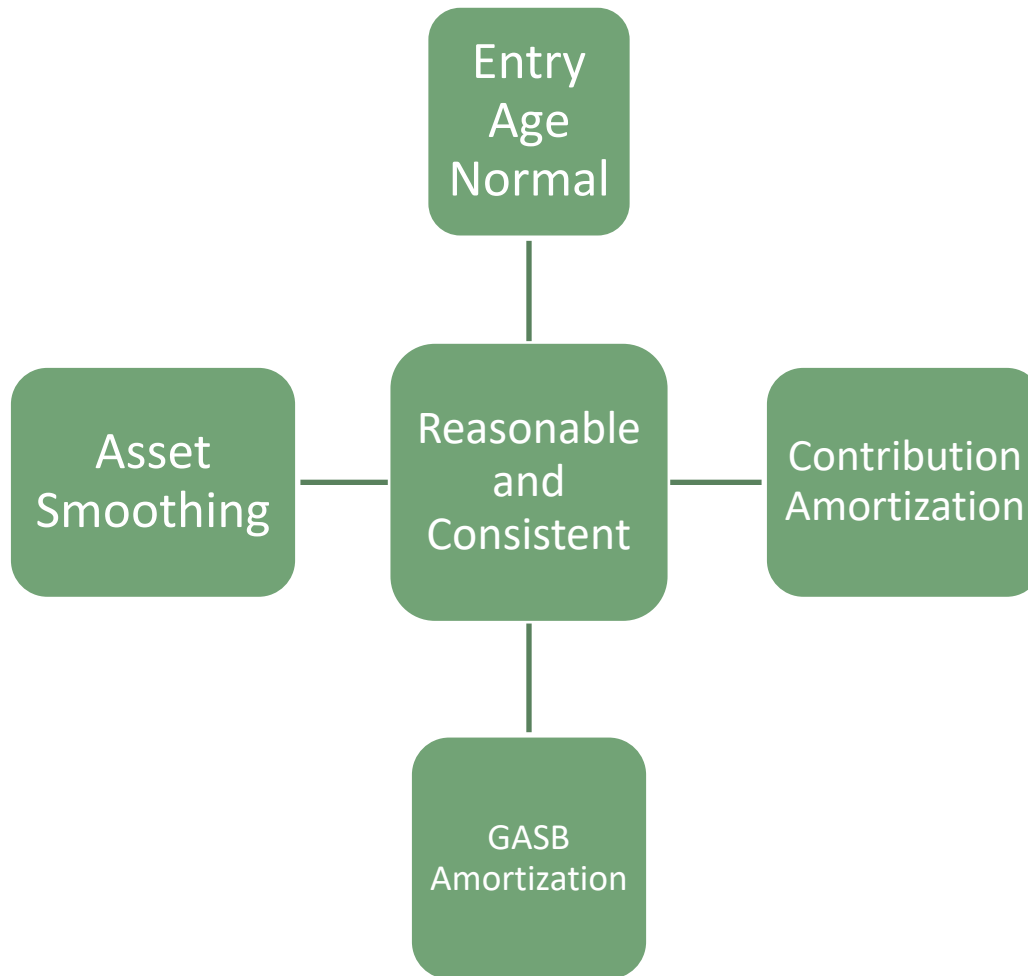 Entry
Age
Normal
Asset
Smoothing
Reasonable
and
Consistent
Contribution
Amortization
GASB
Amortization